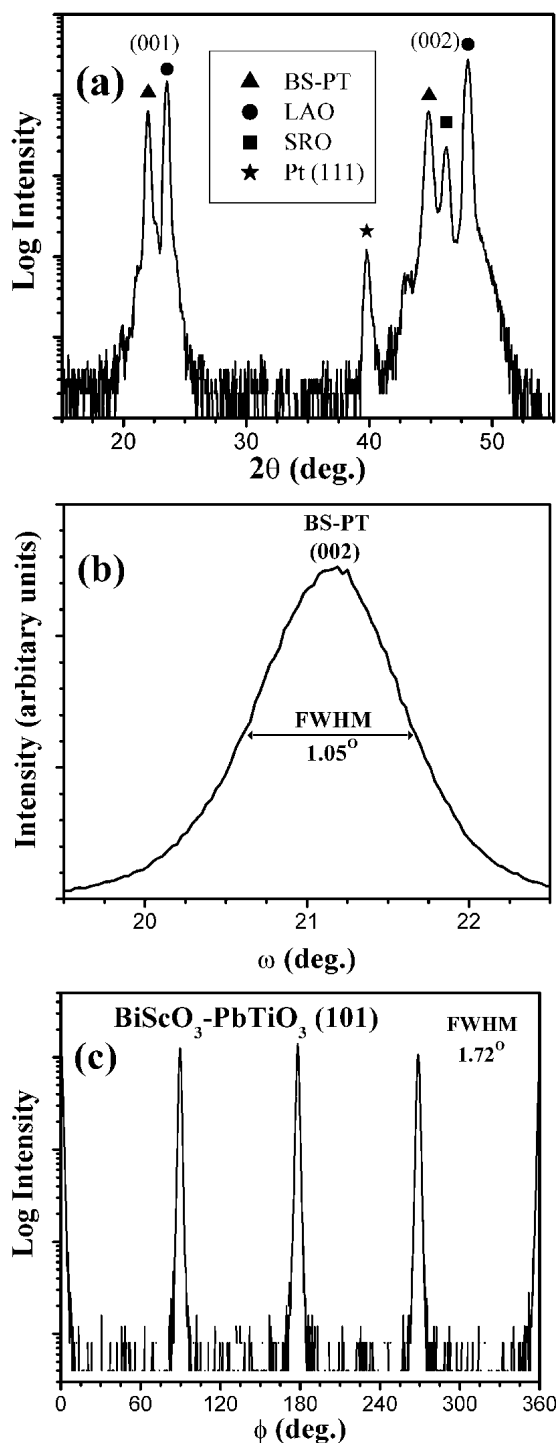 (a)
(001)
(002)
▲ BS-PT
● LAO
■ SRO
★ Pt (111)
Log Intensity
20 30 40 50
2θ (deg.)
(b)
BS-PT
(002)
FWHM
1.05°
Intensity (arbitary units)
20 21 22
ω (deg.)
(c)
BiScO₃-PbTiO₃ (101)
FWHM
1.72°
Log Intensity
0 60 120 180 240 300 360
ϕ (deg.)